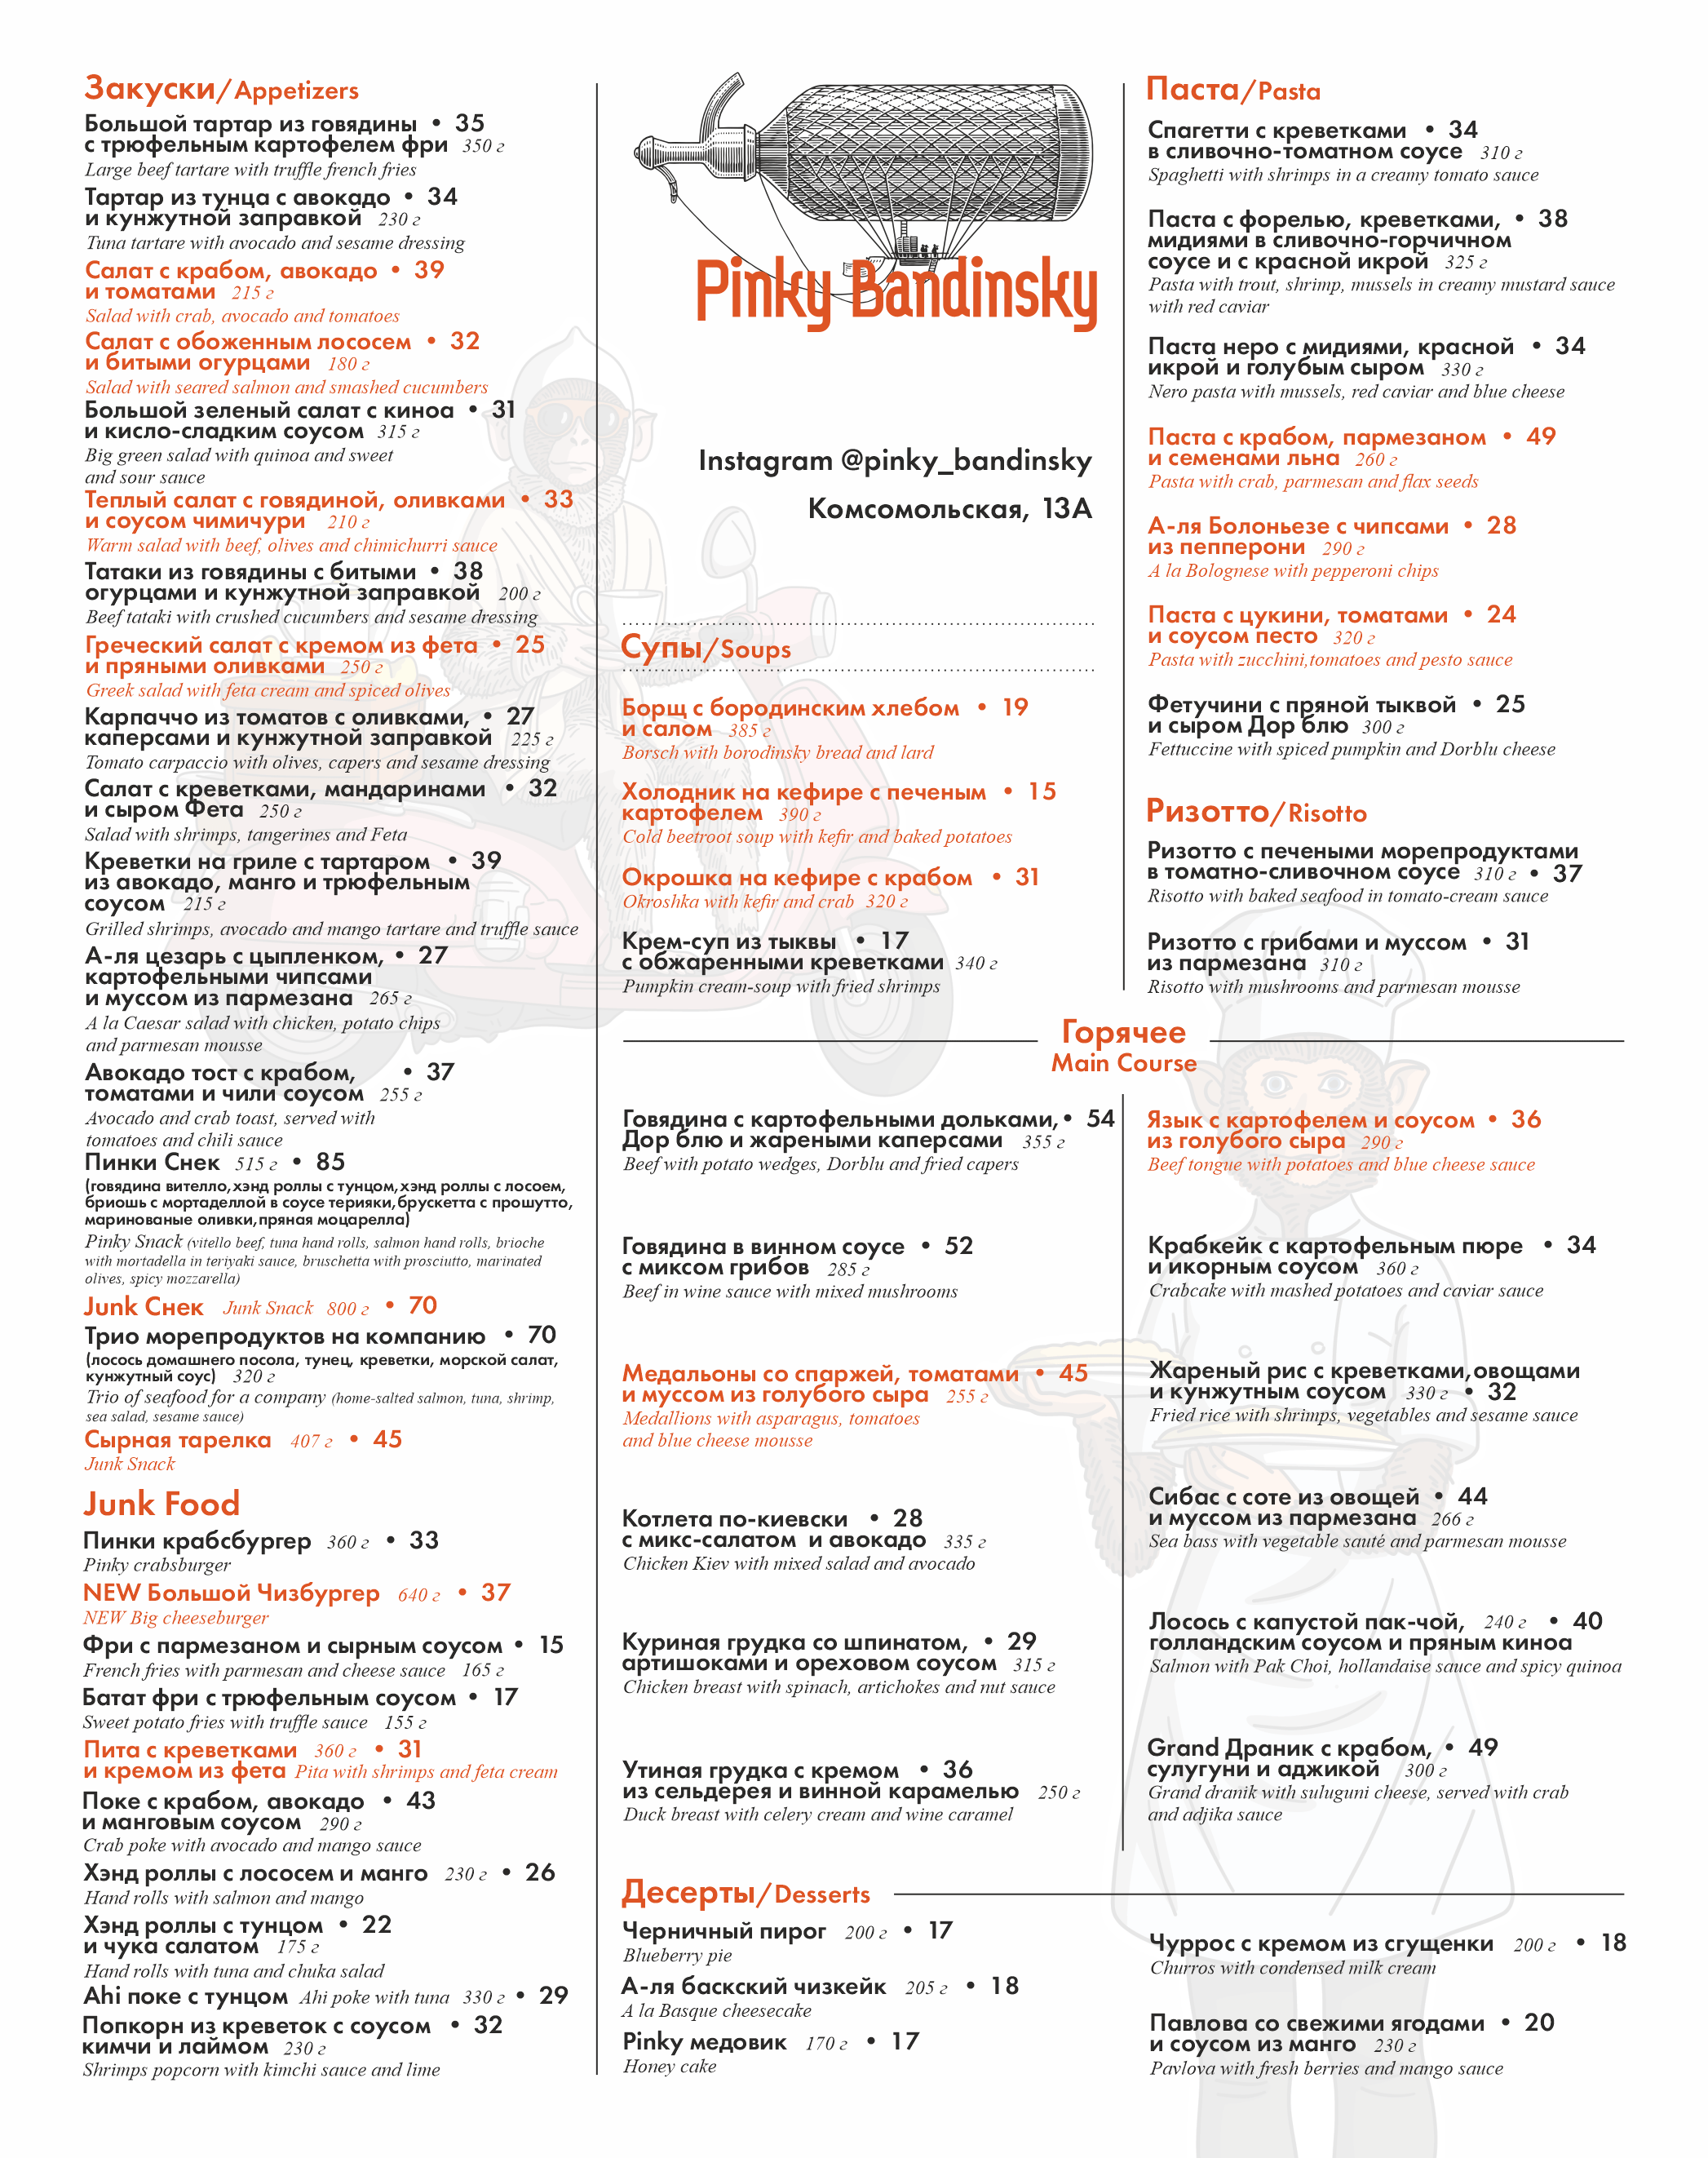 Закуски/Appetizers
Большой тартар из говядины • 35
с трюфельным картофелем фри 350 г
Large beef tartare with truffle french fries
Тартар из тунца с авокадо • 34
и кунжутной заправкой 230 г
Tuna tartare with avocado and sesame dressing
Салат с крабом, авокадо • 39
и томатами 215 г
Salad with crab, avocado and tomatoes
Салат с обоженным лососем • 32
и битыми огурцами 180 г
Salad with seared salmon and smashed cucumbers
Большой зеленый салат с киноа • 31
и кисло-сладким соусом 315 г
Big green salad with quinoa and sweet
and sour sauce
Теплый салат с говядиной, оливками • 33
и соусом чимичури 210 г
Warm salad with beef, olives and chimichurri sauce
Татаки из говядины с битыми • 38
огурцами и кунжутной заправкой 200 г
Beef tataki with crushed cucumbers and sesame dressing
Греческий салат с кремом из фета • 25
и пряными оливками 250 г
Greek salad with feta cream and spiced olives
Карпаччо из томатов с оливками, • 27
каперсами и кунжутной заправкой 225 г
Tomato carpaccio with olives, capers and sesame dressing
Салат с креветками, мандаринами • 32
и сыром Фета 250 г
Salad with shrimps, tangerines and Feta
Креветки на гриле с тартаром • 39
из авокадо, манго и трюфельным
соусом 215 г
Grilled shrimps, avocado and mango tartare and truffle sauce
А-ля цезарь с цыпленком, • 27
картофельными чипсами
и муссом из пармезана 265 г
A la Caesar salad with chicken, potato chips
and parmesan mousse
Авокадо тост с крабом, • 37
томатами и чили соусом 255 г
Avocado and crab toast, served with
tomatoes and chili sauce
Пинки Снек 515 г • 85
(говядина вителло,хэнд роллы с тунцом,хэнд роллы с лосоем,
бриошь с мортаделлой в соусе терияки,брускетта с прошутто,
маринованые оливки,пряная моцарелла)
Pinky Snack (vitello beef, tuna hand rolls, salmon hand rolls, brioche
with mortadella in teriyaki sauce, bruschetta with prosciutto, marinated
olives, spicy mozzarella)
Junk Снек Junk Snack 800 г • 70
Трио морепродуктов на компанию • 70
(лосось домашнего посола, тунец, креветки, морской салат,
кунжутный соус) 320 г
Trio of seafood for a company (home-salted salmon, tuna, shrimp,
sea salad, sesame sauce)
Сырная тарелка 407 г • 45
Junk Snack
Junk Food
Пинки крабсбургер 360 г • 33
Pinky crabsburger
NEW Большой Чизбургер 640 г • 37
NEW Big cheeseburger
Фри с пармезаном и сырным соусом • 15
French fries with parmesan and cheese sauce 165 г
Батат фри с трюфельным соусом • 17
Sweet potato fries with truffle sauce 155 г
Пита с креветками 360 г • 31
и кремом из фета Pita with shrimps and feta cream
Поке с крабом, авокадо • 43
и манговым соусом 290 г
Crab poke with avocado and mango sauce
Хэнд роллы с лососем и манго 230 г • 26
Hand rolls with salmon and mango
Хэнд роллы с тунцом • 22
и чука салатом 175 г
Hand rolls with tuna and chuka salad
Ahi поке с тунцом Ahi poke with tuna 330 г • 29
Попкорн из креветок с соусом • 32
кимчи и лаймом 230 г
Shrimps popcorn with kimchi sauce and lime
Pinky Bandinsky
Instagram @pinky_bandinsky
Комсомольская, 13А
Супы/Soups
Борщ с бородинским хлебом • 19
и салом 385 г
Borsch with borodinsky bread and lard
Холодник на кефире с печеным • 15
картофелем 390 г
Cold beetroot soup with kefir and baked potatoes
Окрошка на кефире с крабом • 31
Okroshka with kefir and crab 320 г
Крем-суп из тыквы • 17
с обжаренными креветками 340 г
Pumpkin cream-soup with fried shrimps
Паста/Pasta
Спагетти с креветками • 34
в сливочно-томатном соусе 310 г
Spaghetti with shrimps in a creamy tomato sauce
Паста с форелью, креветками, • 38
мидиями в сливочно-горчичном
соусе и с красной икрой 325 г
Pasta with trout, shrimp, mussels in creamy mustard sauce
with red caviar
Паста неро с мидиями, красной • 34
икрой и голубым сыром 330 г
Nero pasta with mussels, red caviar and blue cheese
Паста с крабом, пармезаном • 49
и семенами льна 260 г
Pasta with crab, parmesan and flax seeds
А-ля Болоньезе с чипсами • 28
из пепперони 290 г
A la Bolognese with pepperoni chips
Паста с цукини, томатами • 24
и соусом песто 320 г
Pasta with zucchini,tomatoes and pesto sauce
Фетучини с пряной тыквой • 25
и сыром Дор блю 300 г
Fettuccine with spiced pumpkin and Dorblu cheese
Ризотто/Risotto
Ризотто с печеными морепродуктами
в томатно-сливочном соусе 310 г • 37
Risotto with baked seafood in tomato-cream sauce
Ризотто с грибами и муссом • 31
из пармезана 310 г
Risotto with mushrooms and parmesan mousse
Горячее
Main Course
Говядина с картофельными дольками,• 54
Дор блю и жареными каперсами 355 г
Beef with potato wedges, Dorblu and fried capers
Говядина в винном соусе • 52
с миксом грибов 285 г
Beef in wine sauce with mixed mushrooms
Медальоны со спаржей, томатами • 45
и муссом из голубого сыра 255 г
Medallions with asparagus, tomatoes
and blue cheese mousse
Котлета по-киевски • 28
с микс-салатом и авокадо 335 г
Chicken Kiev with mixed salad and avocado
Куриная грудка со шпинатом, • 29
артишоками и ореховом соусом 315 г
Chicken breast with spinach, artichokes and nut sauce
Утиная грудка с кремом • 36
из сельдерея и винной карамелью 250 г
Duck breast with celery cream and wine caramel
Язык с картофелем и соусом • 36
из голубого сыра 290 г
Beef tongue with potatoes and blue cheese sauce
Крабкейк с картофельным пюре • 34
и икорным соусом 360 г
Crabcake with mashed potatoes and caviar sauce
Жареный рис с креветками,овощами
и кунжутным соусом 330 г • 32
Fried rice with shrimps, vegetables and sesame sauce
Сибас с соте из овощей • 44
и муссом из пармезана 266 г
Sea bass with vegetable sauté and parmesan mousse
Лосось с капустой пак-чой, 240 г • 40
голландским соусом и пряным киноа
Salmon with Pak Choi, hollandaise sauce and spicy quinoa
Grand Драник с крабом, • 49
сулугуни и аджикой 300 г
Grand dranik with suluguni cheese, served with crab
and adjika sauce
Десерты/Desserts
Черничный пирог 200 г • 17
Blueberry pie
А-ля баскский чизкейк 205 г • 18
A la Basque cheesecake
Pinky медовик 170 г • 17
Honey cake
Чуррос с кремом из сгущенки 200 г • 18
Churros with condensed milk cream
Павлова со свежими ягодами • 20
и соусом из манго 230 г
Pavlova with fresh berries and mango sauce